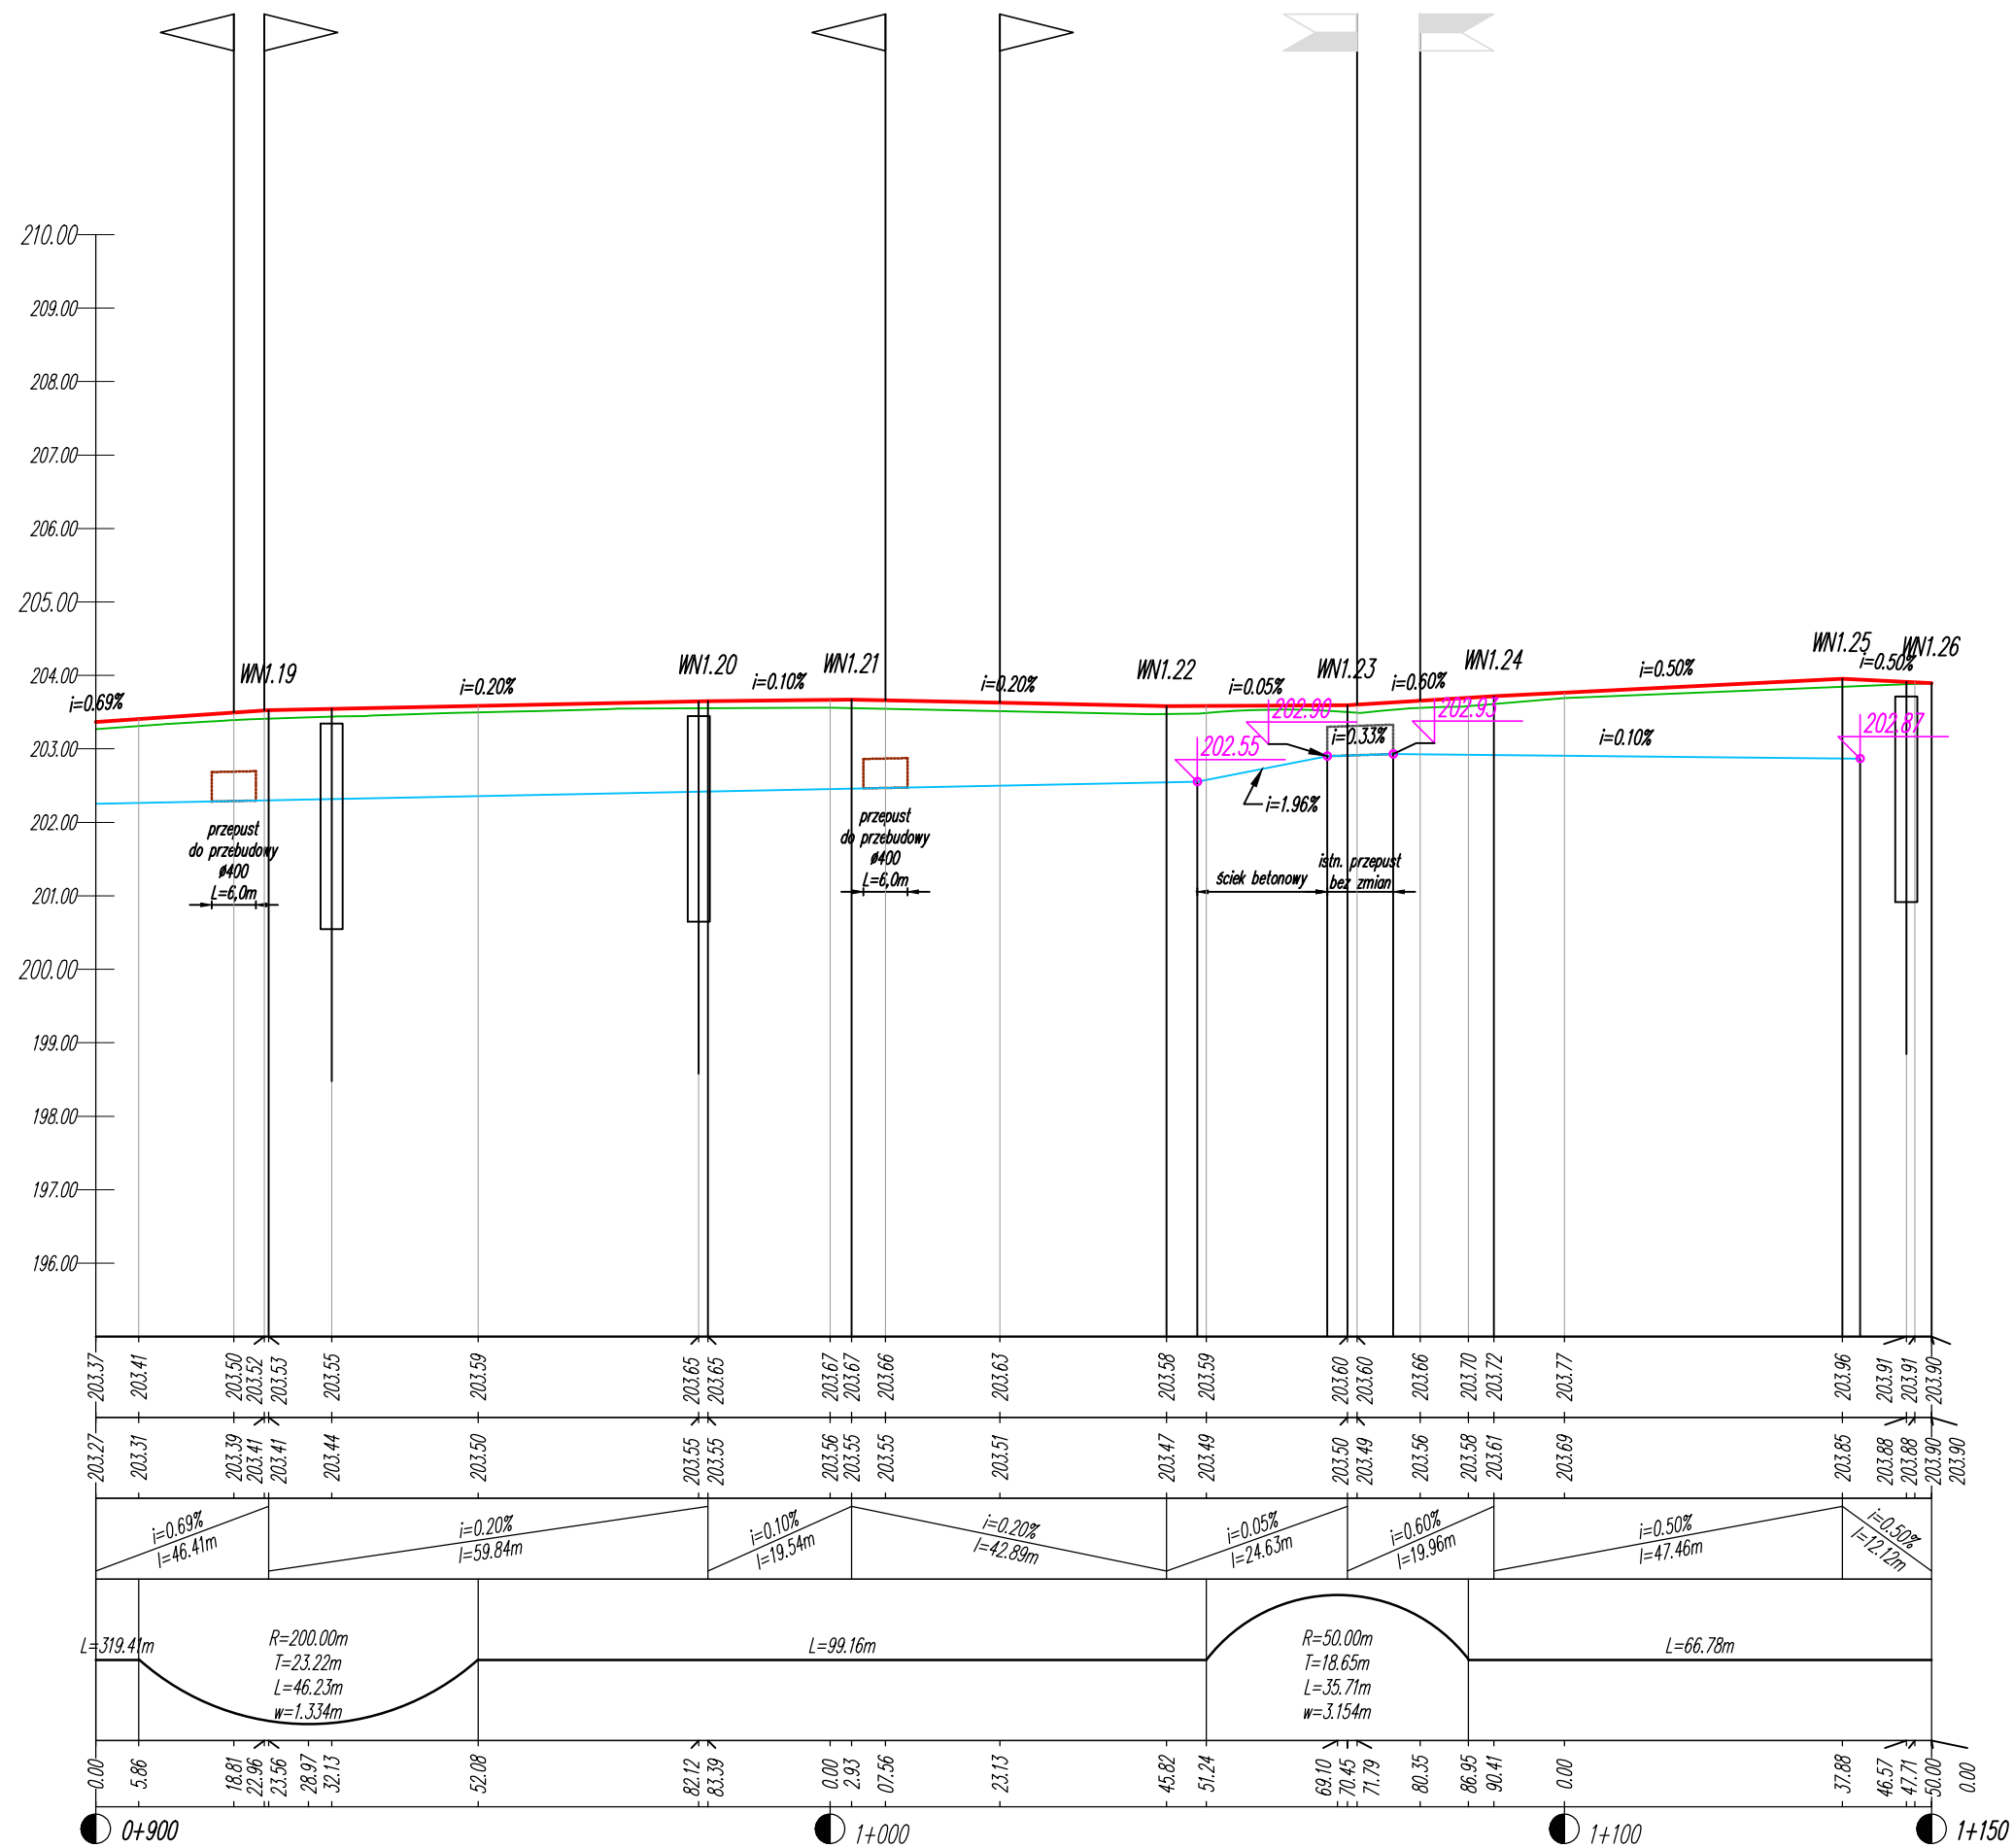 210.00
209.00
208.00
207.00
206.00
205.00
204.00
203.00
202.00
201.00
200.00
199.00
198.00
197.00
196.00
WN1.19
WN1.20
WN1.21
WN1.22
WN1.23
WN1.24
WN1.25
WN1.26
i=0.69%
i=0.20%
i=0.10%
i=0.20%
i=0.05%
i=0.60%
i=0.50%
i=0.50%
202.55
202.90
202.93
202.87
i=0.33%
i=0.10%
i=1.96%
przepust
do przebudowy
ø400
L=6,0m
przepust
do przebudowy
ø400
L=6,0m
ściek betonowy
istn. przepust
bez zmian
203.37 203.41 203.50 203.52 203.53 203.55 203.59 203.65 203.65 203.67 203.67 203.66 203.63 203.58 203.59 203.60 203.60 203.66 203.70 203.72 203.77 203.96 203.91 203.91 203.90
203.27 203.31 203.39 203.41 203.41 203.44 203.50 203.55 203.55 203.56 203.55 203.55 203.51 203.47 203.49 203.50 203.49 203.56 203.58 203.61 203.69 203.85 203.88 203.88 203.90 203.90
i=0.69%
l=46.41m
i=0.20%
l=59.84m
i=0.10%
l=19.54m
i=0.20%
l=42.89m
i=0.05%
l=24.63m
i=0.60%
l=19.96m
i=0.50%
l=47.46m
i=0.50%
l=12.12m
L=319.41m
R=200.00m
T=23.22m
L=46.23m
w=1.334m
L=99.16m
R=50.00m
T=18.65m
L=35.71m
w=3.154m
L=66.78m
0.00 5.86 18.81 22.96 23.56 28.97 32.13 52.08 82.12 83.39 0.00 2.93 07.56 23.13 45.82 51.24 69.10 70.45 71.79 80.35 86.95 90.41 0.00 37.88 46.57 47.71 50.00 0.00
0+900
1+000
1+100
1+150